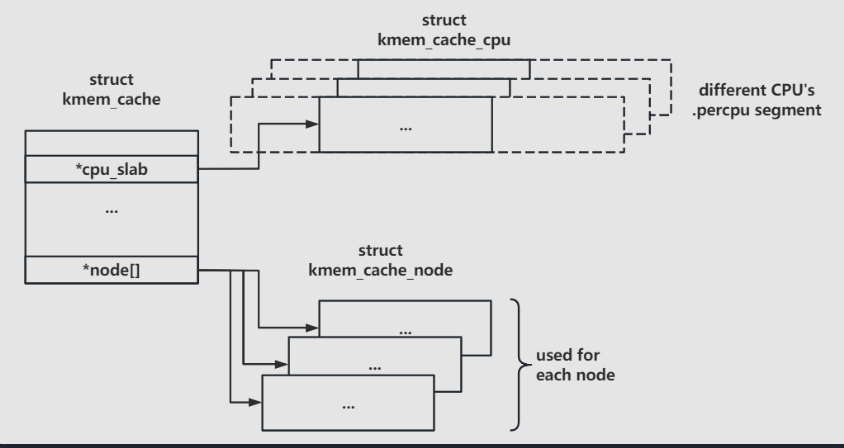 struct
kmem_cache_cpu
struct
kmem_cache
different CPU's
.percpu segment
...
*cpu_slab
...
*node[]
struct
kmem_cache_node
...
...
...
used for
each node